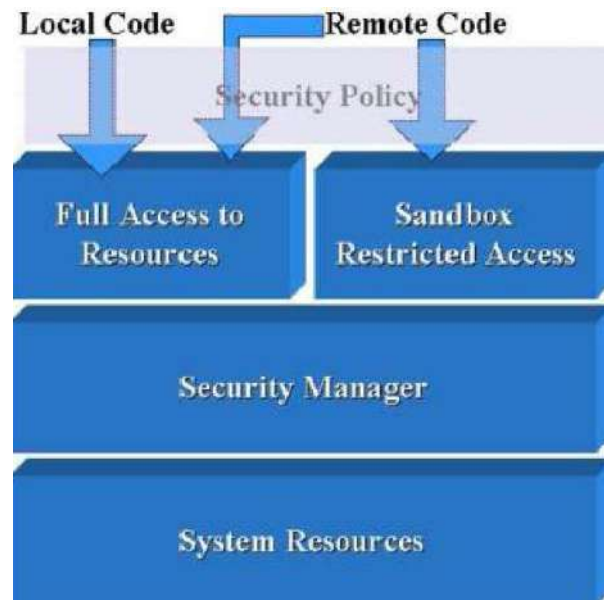 Local Code
Remote Code
Security Policy
Full Access to
Resources
Sandbox
Restricted Access
Security Manager
System Resources